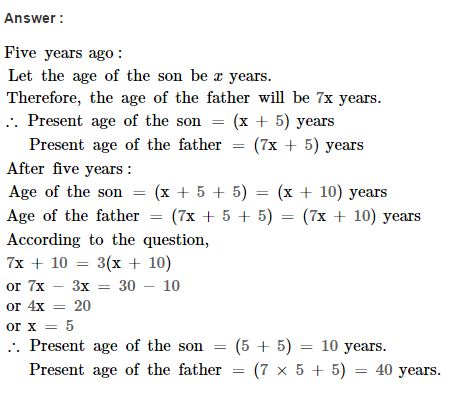 Answer :
Five years ago :
Let the age of the son be x years.
Therefore, the age of the father will be 7x years.
∴ Present age of the son = (x + 5) years
Present age of the father = (7x + 5) years
After five years :
Age of the son = (x + 5 + 5) = (x + 10) years
Age of the father = (7x + 5 + 5) = (7x + 10) years
According to the question,
7x + 10 = 3(x + 10)
or 7x − 3x = 30 − 10
or 4x = 20
or x = 5
∴ Present age of the son = (5 + 5) = 10 years.
Present age of the father = (7 × 5 + 5) = 40 years.